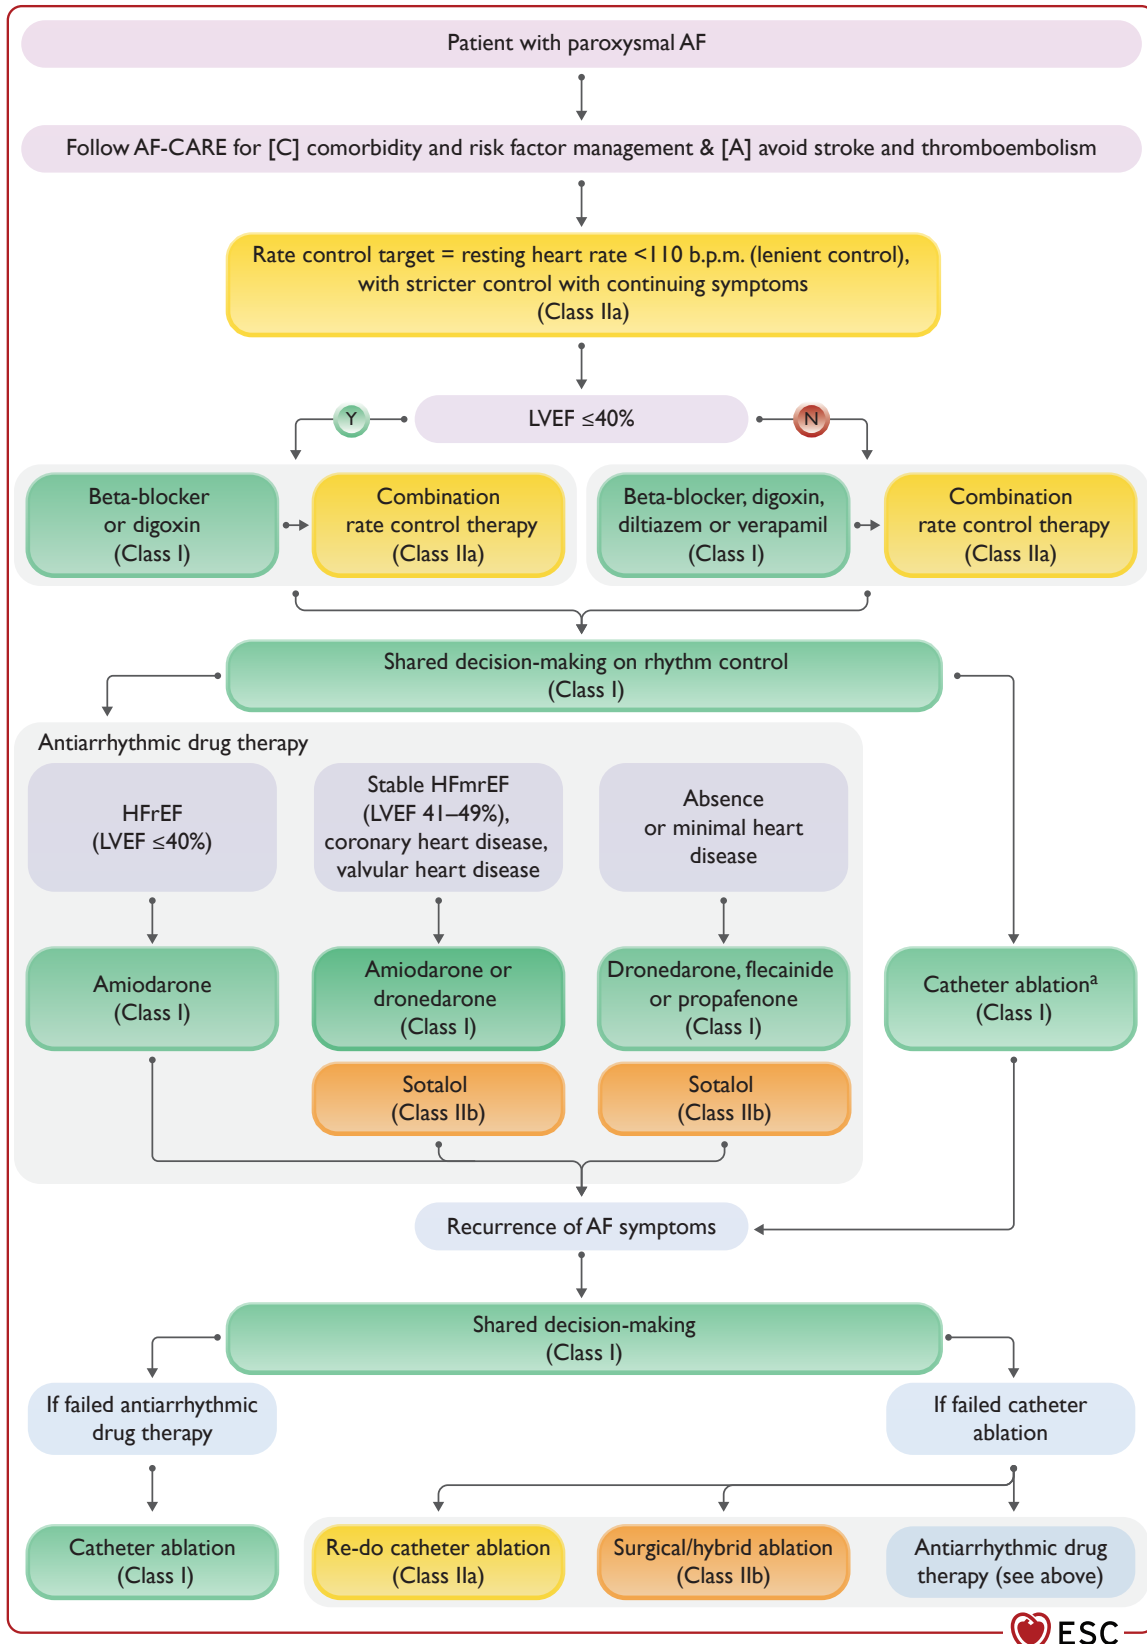 Patient with paroxysmal AF
Follow AF-CARE for [C] comorbidity and risk factor management & [A] avoid stroke and thromboembolism
Rate control target = resting heart rate <110 b.p.m. (lenient control),
with stricter control with continuing symptoms
(Class IIa)
Y
LVEF ≤40%
N
Beta-blocker
or digoxin
(Class I)
Combination
rate control therapy
(Class IIa)
Beta-blocker, digoxin,
diltiazem or verapamil
(Class I)
Combination
rate control therapy
(Class IIa)
Shared decision-making on rhythm control
(Class I)
Antiarrhythmic drug therapy
HFrEF
(LVEF ≤40%)
Stable HFmrEF
(LVEF 41–49%),
coronary heart disease,
valvular heart disease
Absence
or minimal heart
disease
Amiodarone
(Class I)
Amiodarone or
dronedarone
(Class I)
Dronedarone, flecainide
or propafenone
(Class I)
Catheter ablationᵃ
(Class I)
Sotalol
(Class IIb)
Sotalol
(Class IIb)
Recurrence of AF symptoms
Shared decision-making
(Class I)
If failed antiarrhythmic
drug therapy
If failed catheter
ablation
Catheter ablation
(Class I)
Re-do catheter ablation
(Class IIa)
Surgical/hybrid ablation
(Class IIb)
Antiarrhythmic drug
therapy (see above)
ESC